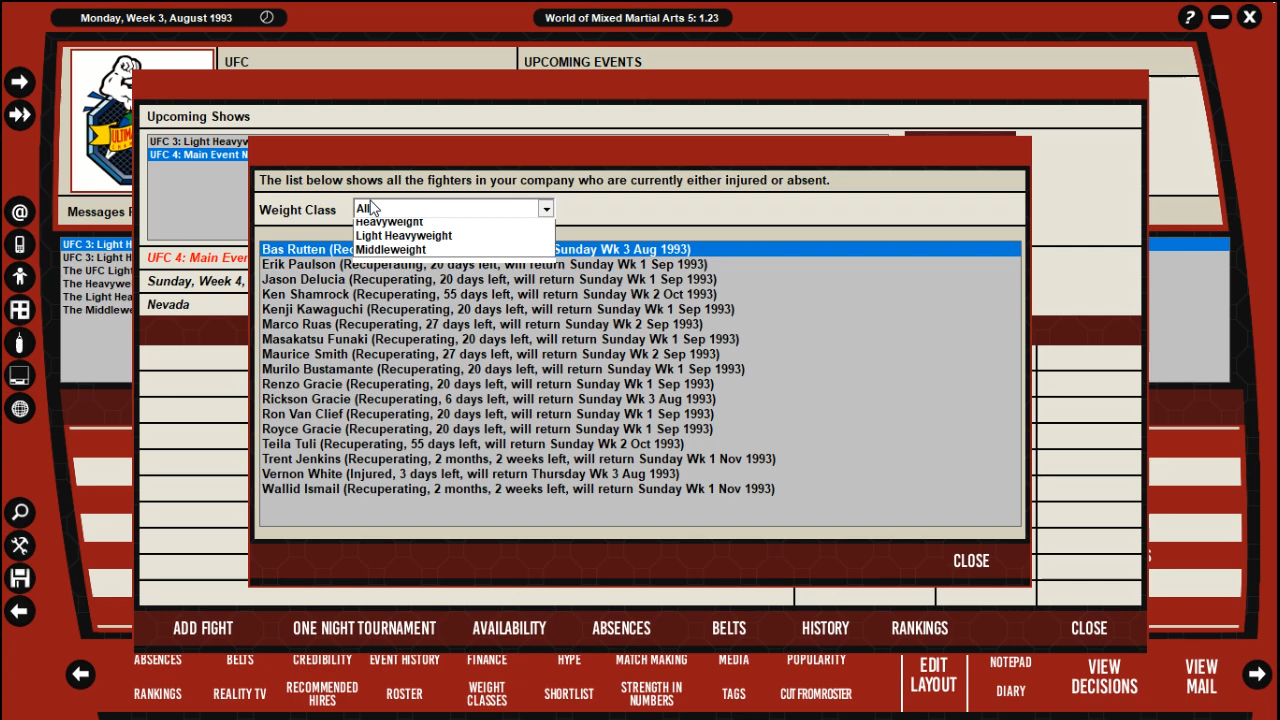 Monday, Week 3, August 1993
World of Mixed Martial Arts 5: 1.23
UFC
UPCOMING EVENTS
Upcoming Shows
UFC 3: Light Heavyw
UFC 4: Main Event N
The list below shows all the fighters in your company who are currently either injured or absent.
Weight Class
All
Heavyweight
Light Heavyweight
Middleweight
Messages
UFC 3: Light H
UFC 3: Light H
The UFC Light
The Heavywe
The Light Hea
The Middlewe
UFC 4: Main Even
Sunday, Week 4,
Nevada
Bas Rutten (Rec Sunday Wk 3 Aug 1993)
Erik Paulson (Recuperating, 20 days left, will return Sunday Wk 1 Sep 1993)
Jason Delucia (Recuperating, 20 days left, will return Sunday Wk 1 Sep 1993)
Ken Shamrock (Recuperating, 55 days left, will return Sunday Wk 2 Oct 1993)
Kenji Kawaguchi (Recuperating, 20 days left, will return Sunday Wk 1 Sep 1993)
Marco Ruas (Recuperating, 27 days left, will return Sunday Wk 2 Sep 1993)
Masakatsu Funaki (Recuperating, 20 days left, will return Sunday Wk 1 Sep 1993)
Maurice Smith (Recuperating, 27 days left, will return Sunday Wk 2 Sep 1993)
Murilo Bustamante (Recuperating, 20 days left, will return Sunday Wk 1 Sep 1993)
Renzo Gracie (Recuperating, 20 days left, will return Sunday Wk 1 Sep 1993)
Rickson Gracie (Recuperating, 6 days left, will return Sunday Wk 3 Aug 1993)
Ron Van Clief (Recuperating, 20 days left, will return Sunday Wk 1 Sep 1993)
Royce Gracie (Recuperating, 20 days left, will return Sunday Wk 1 Sep 1993)
Teila Tuli (Recuperating, 55 days left, will return Sunday Wk 2 Oct 1993)
Trent Jenkins (Recuperating, 2 months, 2 weeks left, will return Sunday Wk 1 Nov 1993)
Vernon White (Injured, 3 days left, will return Thursday Wk 3 Aug 1993)
Wallid Ismail (Recuperating, 2 months, 2 weeks left, will return Sunday Wk 1 Nov 1993)
CLOSE
ADD FIGHT ONE NIGHT TOURNAMENT AVAILABILITY ABSENCES BELTS HISTORY RANKINGS CLOSE
ABSENCES BELTS CREDIBILITY EVENT HISTORY FINANCE HYPE MATCH MAKING MEDIA POPULARITY
RANKINGS REALITY TV RECOMMENDED HIRES ROSTER WEIGHT CLASSES SHORTLIST STRENGTH IN NUMBERS TAGS CUT FROM ROSTER
EDIT LAYOUT
NOTEPAD
DIARY
VIEW DECISIONS
VIEW MAIL